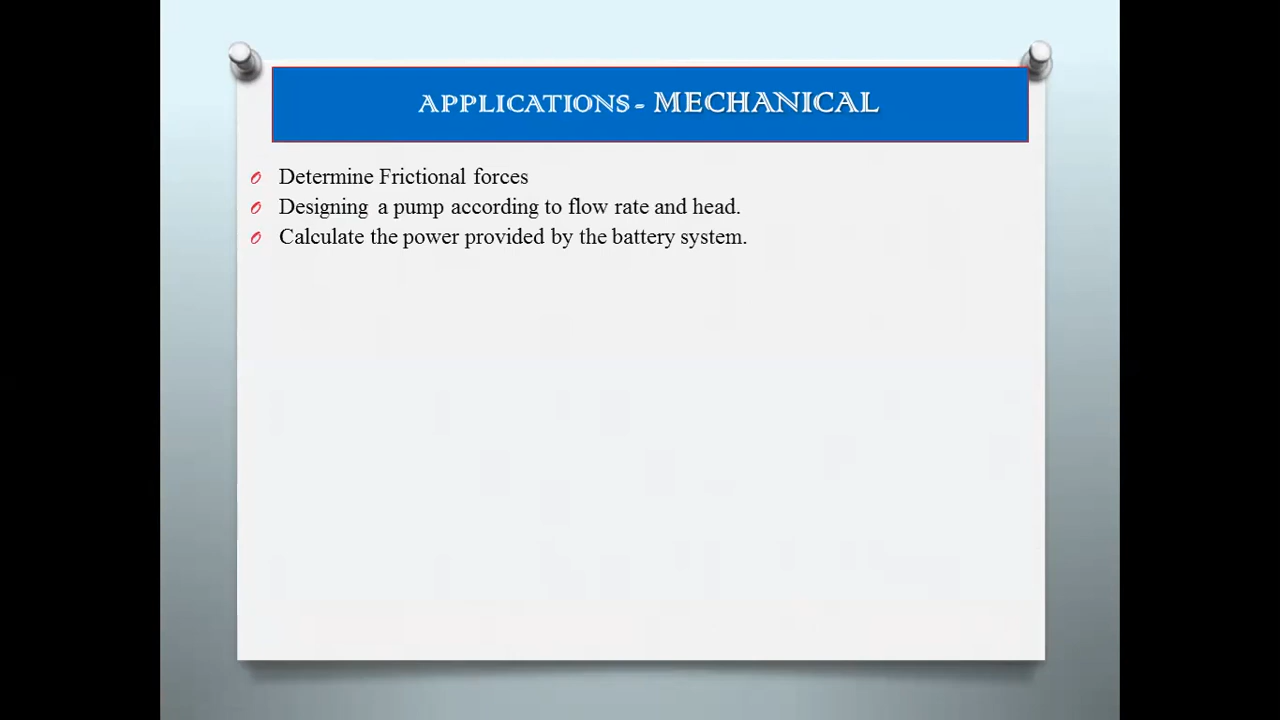 APPLICATIONS - MECHANICAL
Determine Frictional forces
Designing a pump according to flow rate and head.
Calculate the power provided by the battery system.